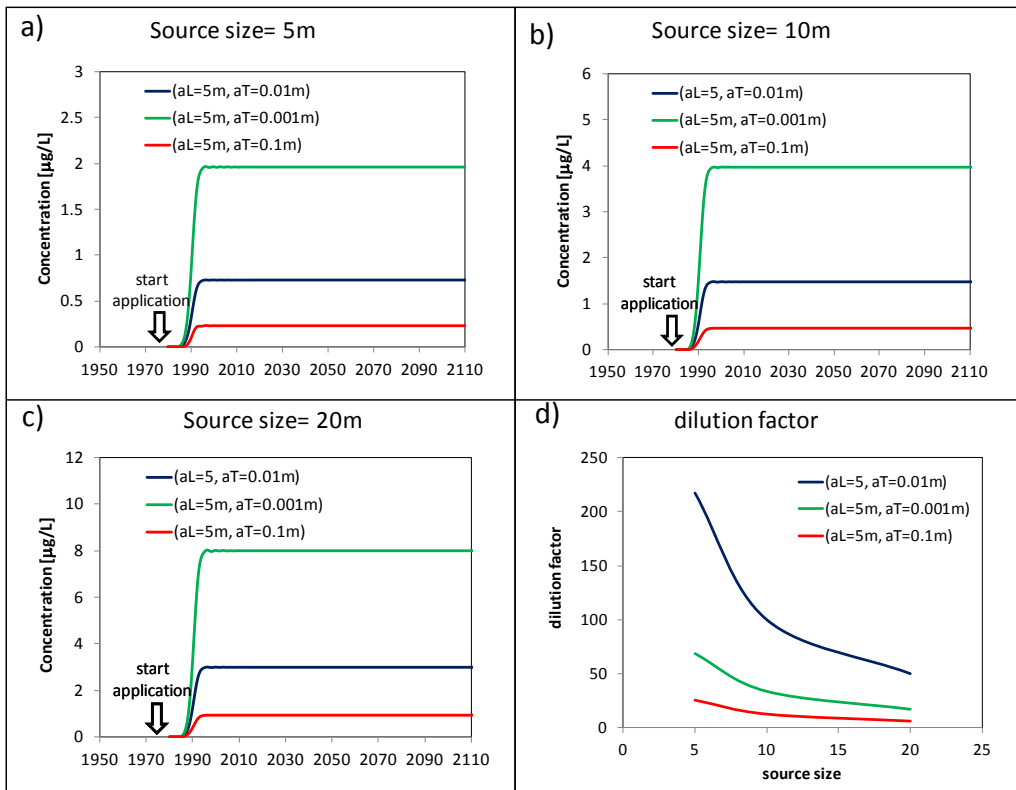 a)
Source size= 5m
(aL=5m, aT=0.01m)
(aL=5m, aT=0.001m)
(aL=5m, aT=0.1m)
Concentration [µg/L]
3
2.5
2
1.5
1
0.5
0
start
application
1950 1970 1990 2010 2030 2050 2070 2090 2110
b)
Source size= 10m
(aL=5, aT=0.01m)
(aL=5m, aT=0.001m)
(aL=5m, aT=0.1m)
Concentration [µg/L]
6
5
4
3
2
1
0
start
application
1950 1970 1990 2010 2030 2050 2070 2090 2110
c)
Source size= 20m
(aL=5, aT=0.01m)
(aL=5m, aT=0.001m)
(aL=5m, aT=0.1m)
Concentration [µg/L]
12
10
8
6
4
2
0
start
application
1950 1970 1990 2010 2030 2050 2070 2090 2110
d)
dilution factor
(aL=5, aT=0.01m)
(aL=5m, aT=0.001m)
(aL=5m, aT=0.1m)
dilution factor
250
200
150
100
50
0
0 5 10 15 20 25
source size